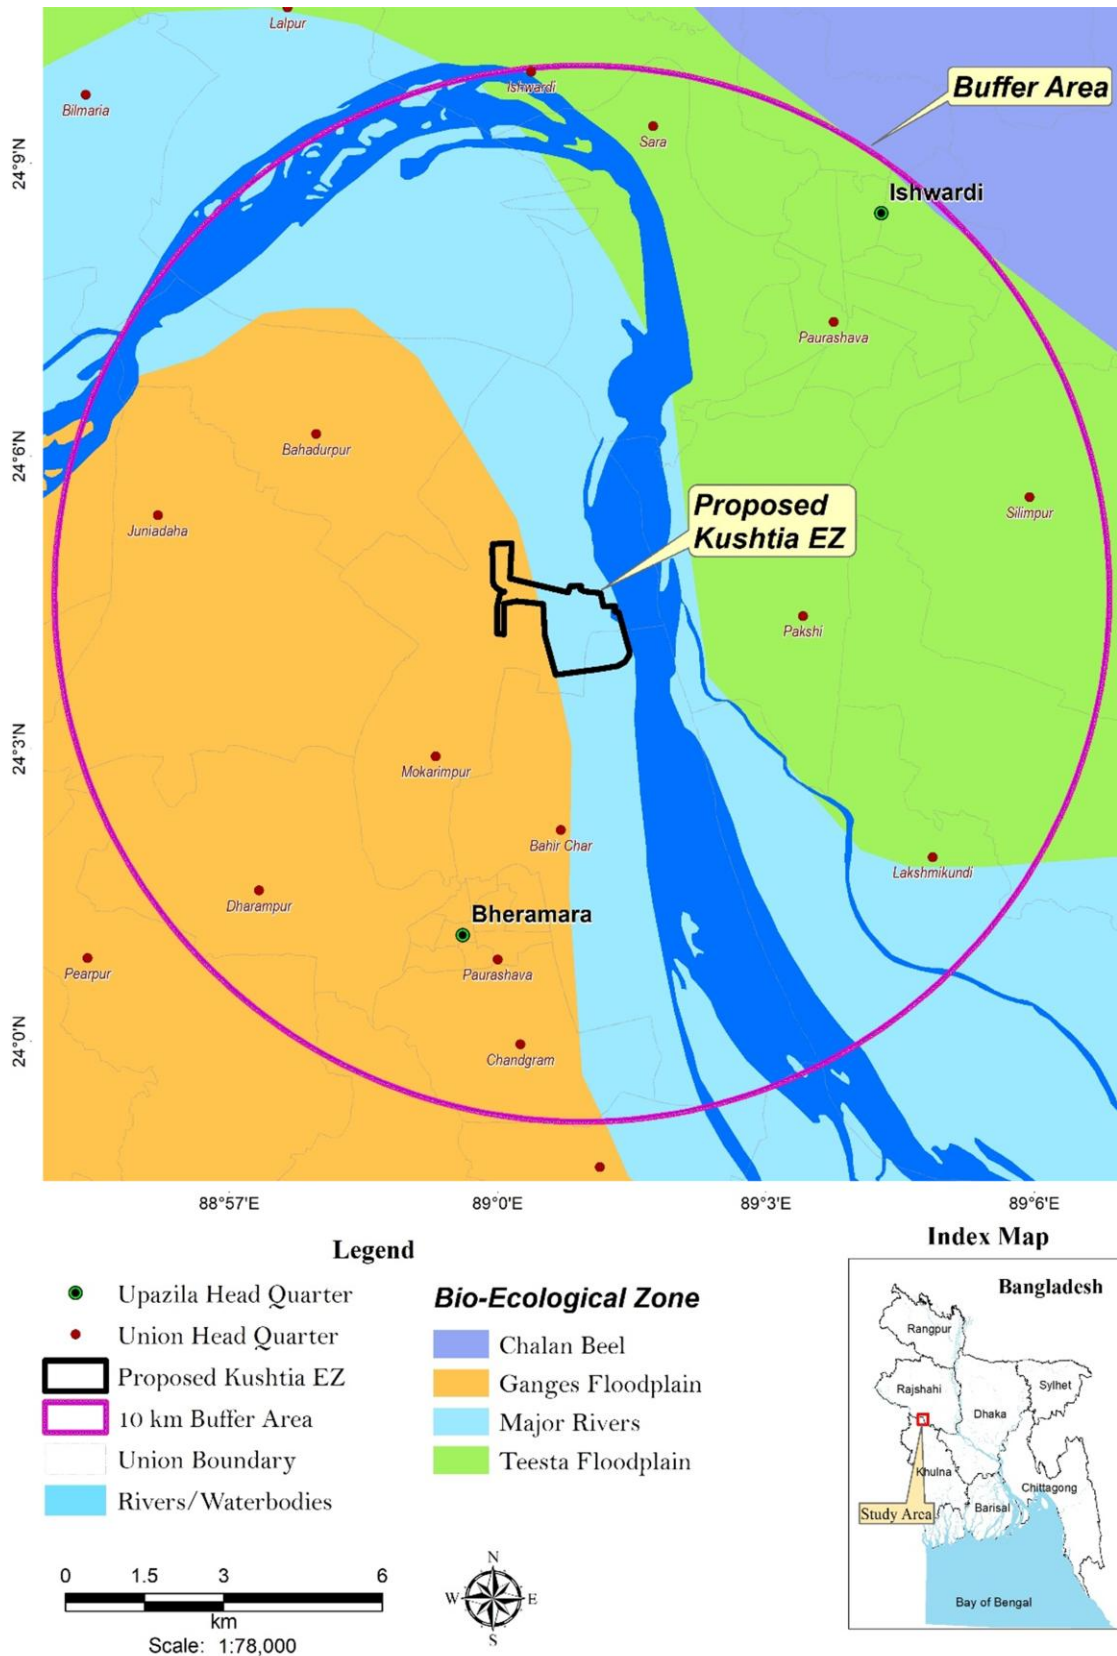 Lalpur
Bilmaria
Ishwardi
Buffer Area
Sara
24°9'N
Ishwardi
Paurashava
Bahadurpur
24°6'N
Proposed
Kushtia EZ
Silimpur
Juniadaha
Pakshi
24°3'N
Mokarimpur
Bahir Char
Lakshmikundi
Dharampur
Bheramara
Pearpur
Paurashava
24°0'N
Chandgram
88°57'E
89°0'E
89°3'E
89°6'E
Legend
Upazila Head Quarter
Union Head Quarter
Proposed Kushtia EZ
10 km Buffer Area
Union Boundary
Rivers/Waterbodies
Bio-Ecological Zone
Chalan Beel
Ganges Floodplain
Major Rivers
Teesta Floodplain
Index Map
Bangladesh
Rangpur
Rajshahi
Sylhet
Dhaka
Khulna
Chittagong
Barisal
Study Area
Bay of Bengal
0 1.5 3 6
km
Scale: 1:78,000
N
W E
S